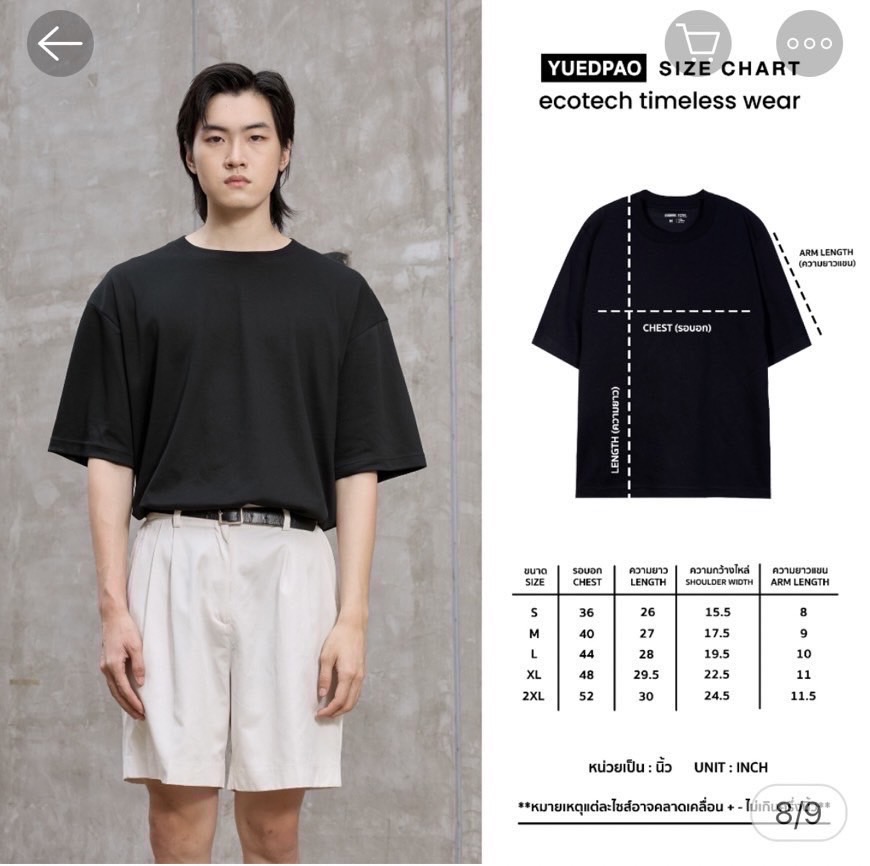 YUEDPAO SIZE CHART
ecotech timeless wear
ARM LENGTH
(ความยาวแขน)
CHEST (รอบอก)
LENGTH (ความยาว)
ขนาด รอบอก ความยาว ความกว้างไหล่ ความยาวแขน
SIZE CHEST LENGTH SHOULDER WIDTH ARM LENGTH
S 36 26 15.5 8
M 40 27 17.5 9
L 44 28 19.5 10
XL 48 29.5 22.5 11
2XL 52 30 24.5 11.5
หน่วยเป็น : นิ้ว UNIT : INCH
**หมายเหตุแต่ละไซส์อาจคลาดเคลื่อน + - ไม่เกินครึ่งนิ้ว**
8/9